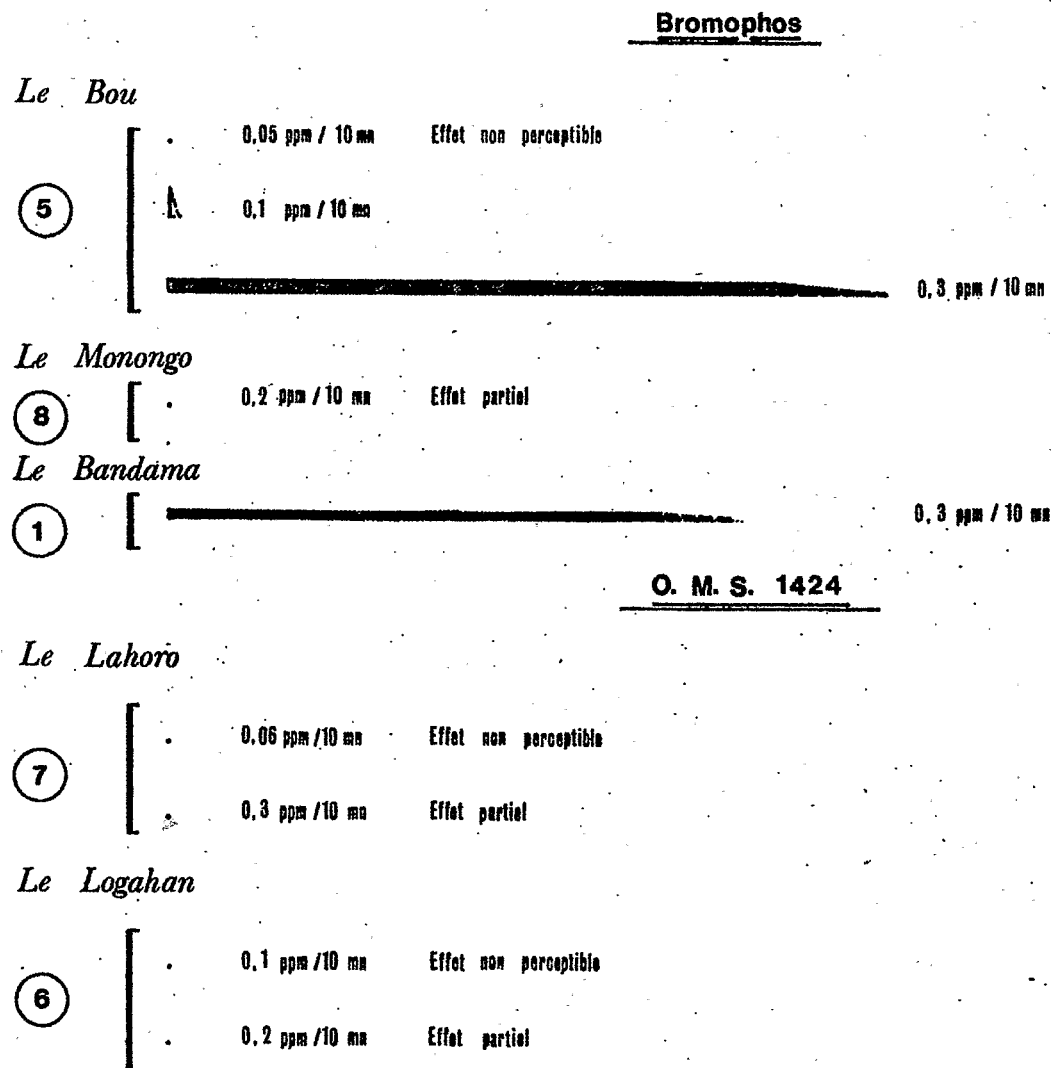 Bromophos
Le Bou
0,05 ppm / 10 mn Effet non perceptible
5
0,1 ppm / 10 mn
0,3 ppm / 10 mn
Le Monongo
8
0,2 ppm / 10 mn Effet partiel
Le Bandama
1
0,3 ppm / 10 mn
O. M. S. 1424
Le Lahoro
0,06 ppm /10 mn Effet non perceptible
7
0,3 ppm /10 mn Effet partiel
Le Logahan
0,1 ppm /10 mn Effet non perceptible
6
0,2 ppm /10 mn Effet partiel